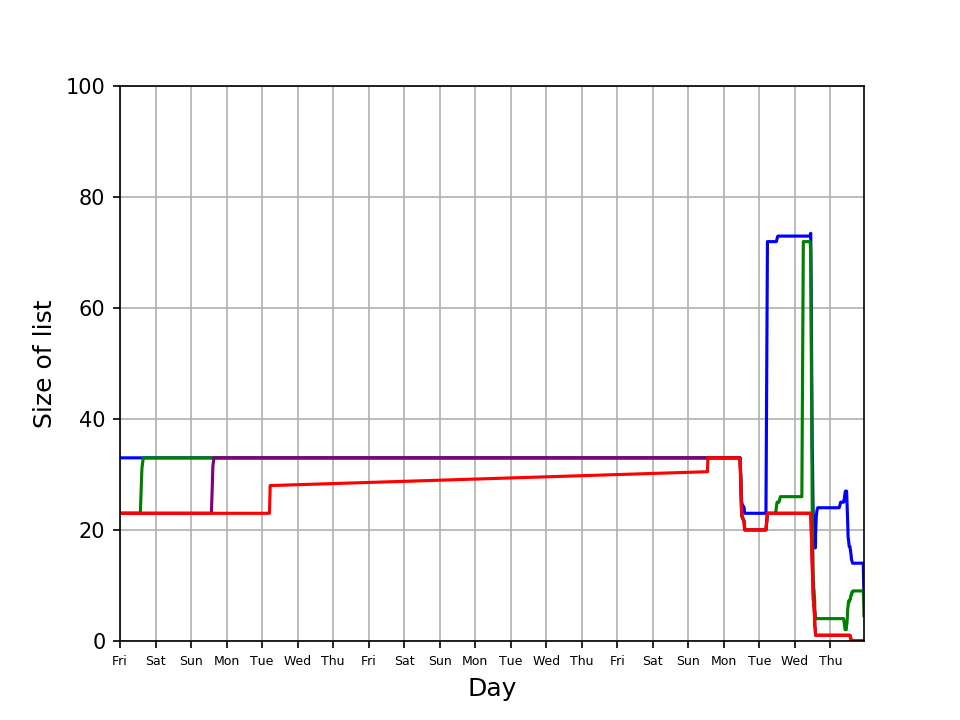 100
80
60
40
20
0
Size of list
Fri Sat Sun Mon Tue Wed Thu Fri Sat Sun Mon Tue Wed Thu Fri Sat Sun Mon Tue Wed Thu
Day